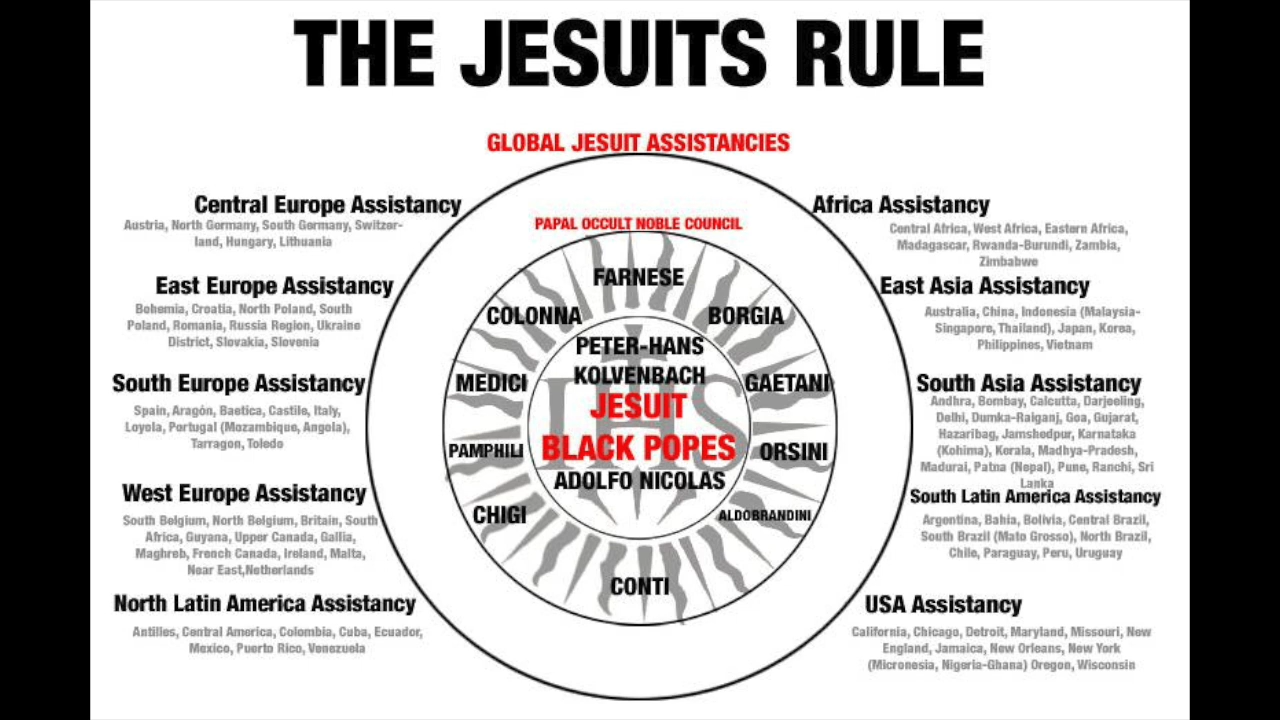 THE JESUITS RULE
GLOBAL JESUIT ASSISTANCIES
Central Europe Assistancy
Austria, North Germany, South Germany, Switzer-
land, Hungary, Lithuania
East Europe Assistancy
Bohemia, Croatia, North Poland, South
Poland, Romania, Russia Region, Ukraine
District, Slovakia, Slovenia
South Europe Assistancy
Spain, Aragón, Baetica, Castile, Italy,
Loyola, Portugal (Mozambique, Angola),
Tarragon, Toledo
West Europe Assistancy
South Belgium, North Belgium, Britain, South
Africa, Guyana, Upper Canada, Gallia,
Maghreb, French Canada, Ireland, Malta,
Near East,Netherlands
North Latin America Assistancy
Antilles, Central America, Colombia, Cuba, Ecuador,
Mexico, Puerto Rico, Venezuela
PAPAL OCCULT NOBLE COUNCIL
FARNESE
COLONNA
BORGIA
MEDICI
GAETANI
PAMPHILI
ORSINI
CHIGI
ALDOBRANDINI
CONTI
PETER-HANS
KOLVENBACH
JESUIT
BLACK POPES
ADOLFO NICOLAS
IHS
Africa Assistancy
Central Africa, West Africa, Eastern Africa,
Madagascar, Rwanda-Burundi, Zambia,
Zimbabwe
East Asia Assistancy
Australia, China, Indonesia (Malaysia-
Singapore, Thailand), Japan, Korea,
Philippines, Vietnam
South Asia Assistancy
Andhra, Bombay, Calcutta, Darjeeling,
Delhi, Dumka-Raiganj, Goa, Gujarat,
Hazaribag, Jamshedpur, Karnataka
(Kohima), Kerala, Madhya-Pradesh,
Madurai, Patna (Nepal), Pune, Ranchi, Sri
Lanka
South Latin America Assistancy
Argentina, Bahia, Bolivia, Central Brazil,
South Brazil (Mato Grosso), North Brazil,
Chile, Paraguay, Peru, Uruguay
USA Assistancy
California, Chicago, Detroit, Maryland, Missouri, New
England, Jamaica, New Orleans, New York
(Micronesia, Nigeria-Ghana) Oregon, Wisconsin